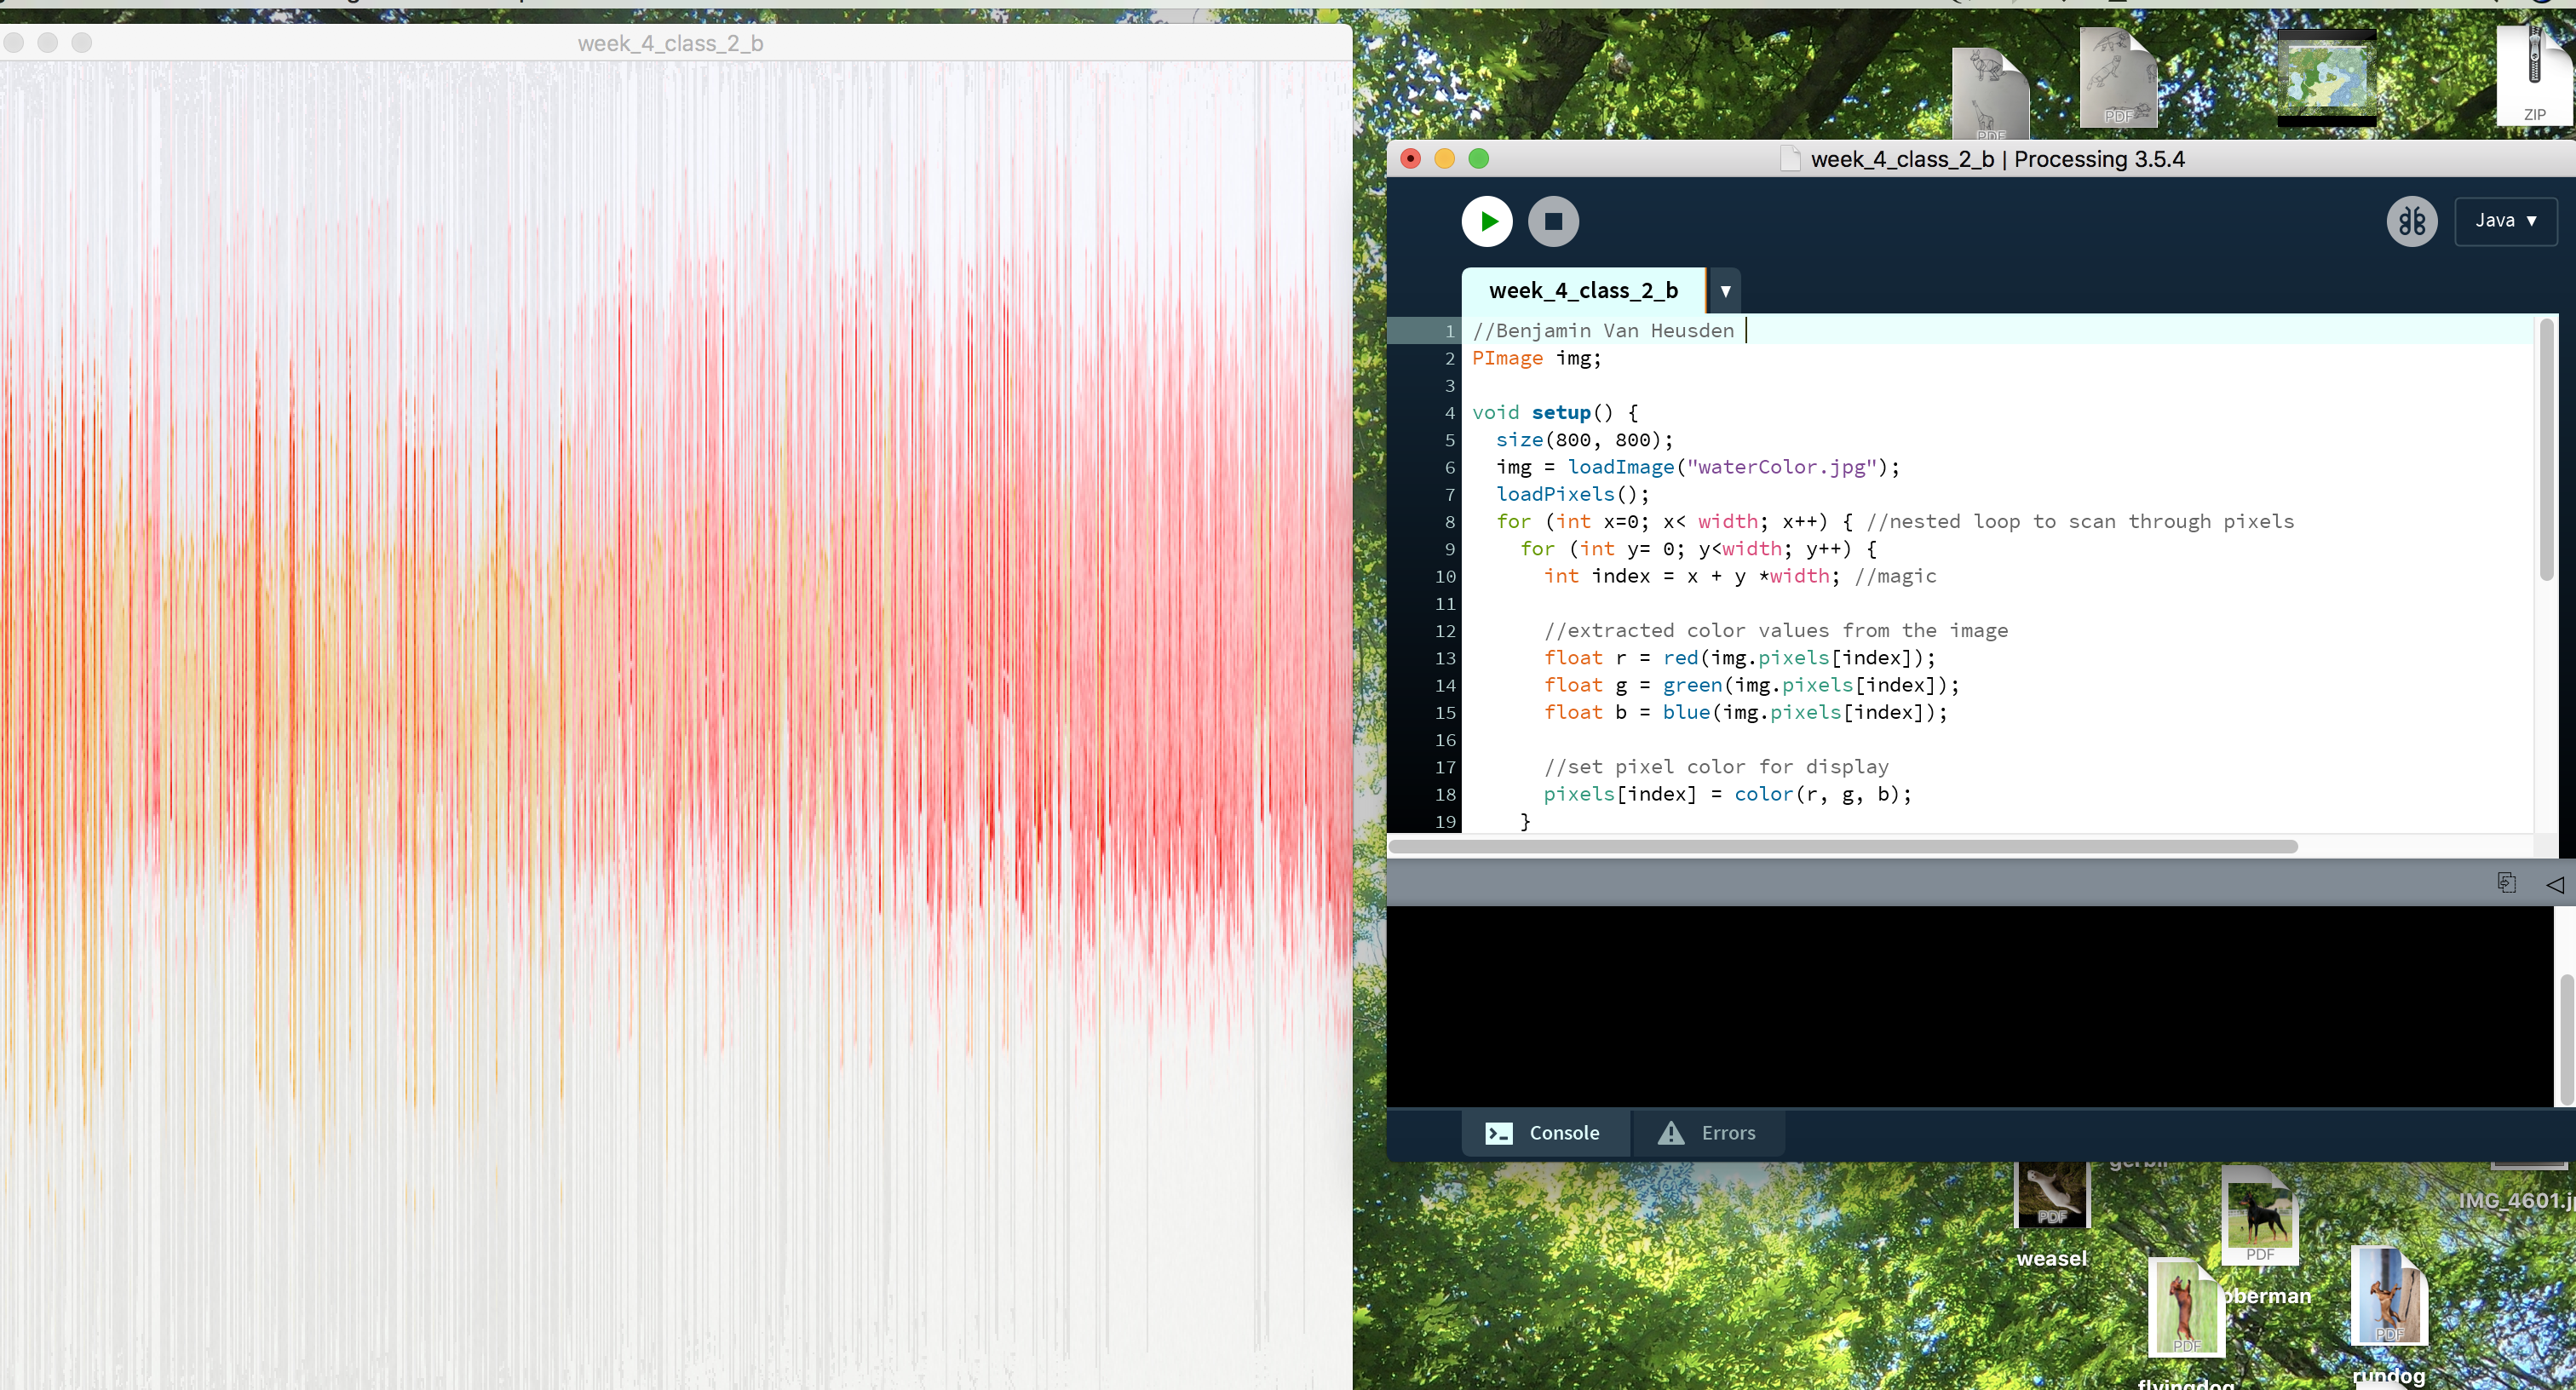 week_4_class_2_b
PDF
PDF
ZIP
week_4_class_2_b | Processing 3.5.4
Java ▼
week_4_class_2_b ▼
1 //Benjamin Van Heusden
2 PImage img;
3
4 void setup() {
5 size(800, 800);
6 img = loadImage("waterColor.jpg");
7 loadPixels();
8 for (int x=0; x< width; x++) { //nested loop to scan through pixels
9 for (int y= 0; y<width; y++) {
10 int index = x + y *width; //magic
11
12 //extracted color values from the image
13 float r = red(img.pixels[index]);
14 float g = green(img.pixels[index]);
15 float b = blue(img.pixels[index]);
16
17 //set pixel color for display
18 pixels[index] = color(r, g, b);
19 }
Console Errors
gerbil
PDF
weasel
PDF
IMG_4601.j
oberman
PDF
PDF
flyingdog
rundog